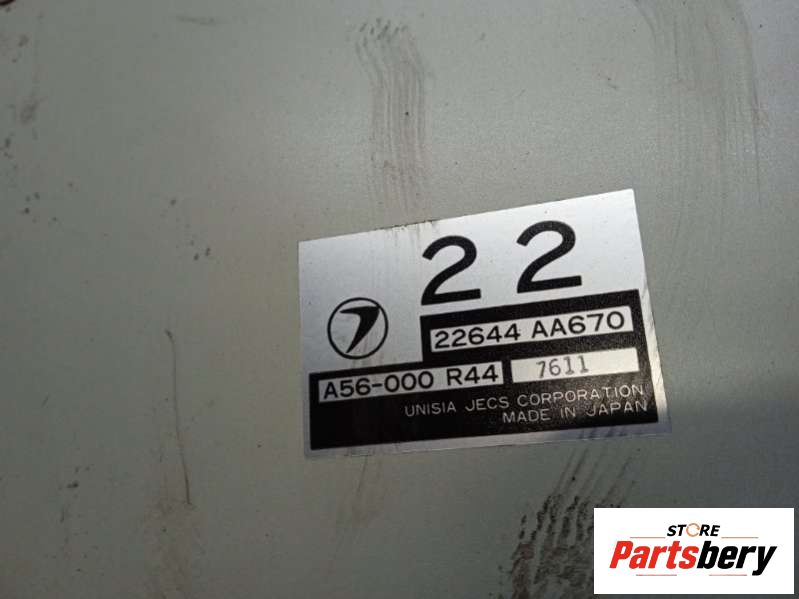 22
22644 AA670
A56-000 R44 7611
UNISIA JECS CORPORATION
MADE IN JAPAN
STORE
Partsbery